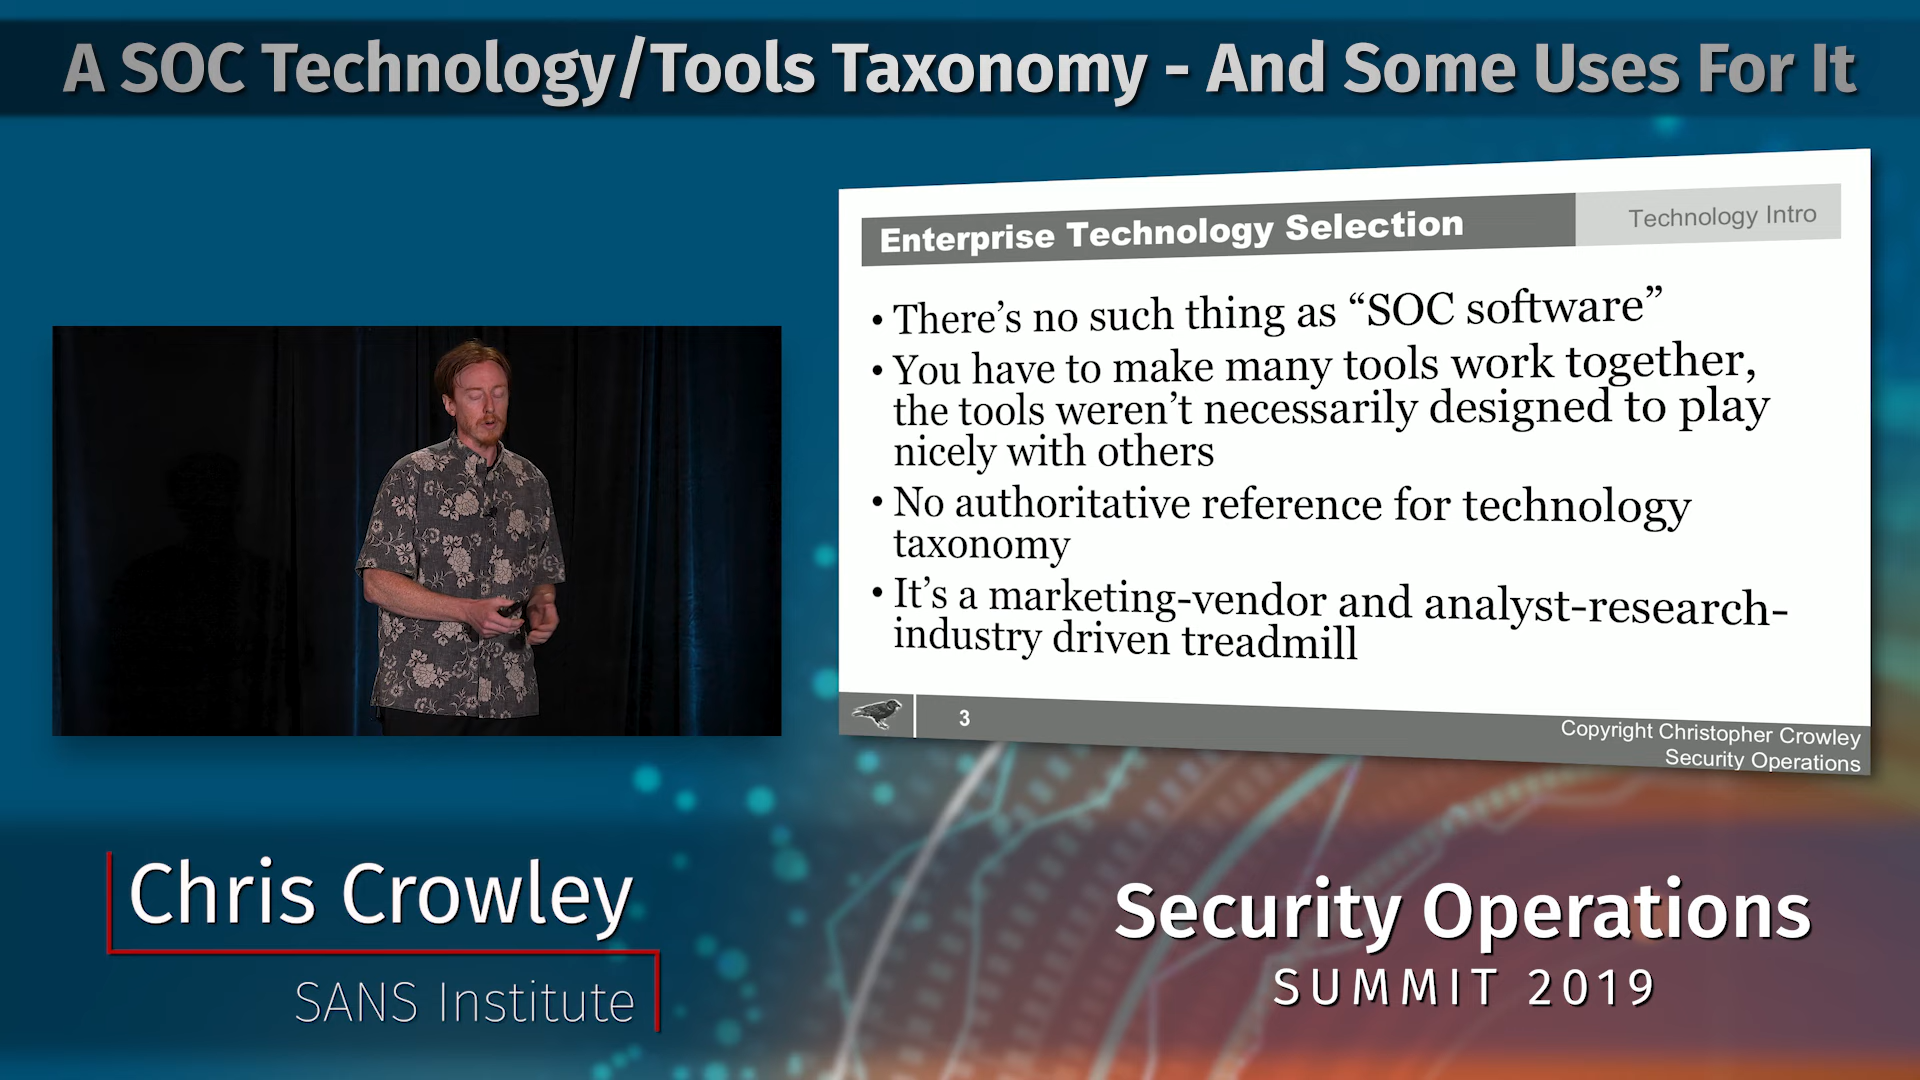 A SOC Technology/Tools Taxonomy - And Some Uses For It
Enterprise Technology Selection
Technology Intro
• There's no such thing as “SOC software”
• You have to make many tools work together,
the tools weren't necessarily designed to play
nicely with others
• No authoritative reference for technology
taxonomy
• It's a marketing-vendor and analyst-research-
industry driven treadmill
3
Copyright Christopher Crowley
Security Operations
Chris Crowley
SANS Institute
Security Operations
SUMMIT 2019